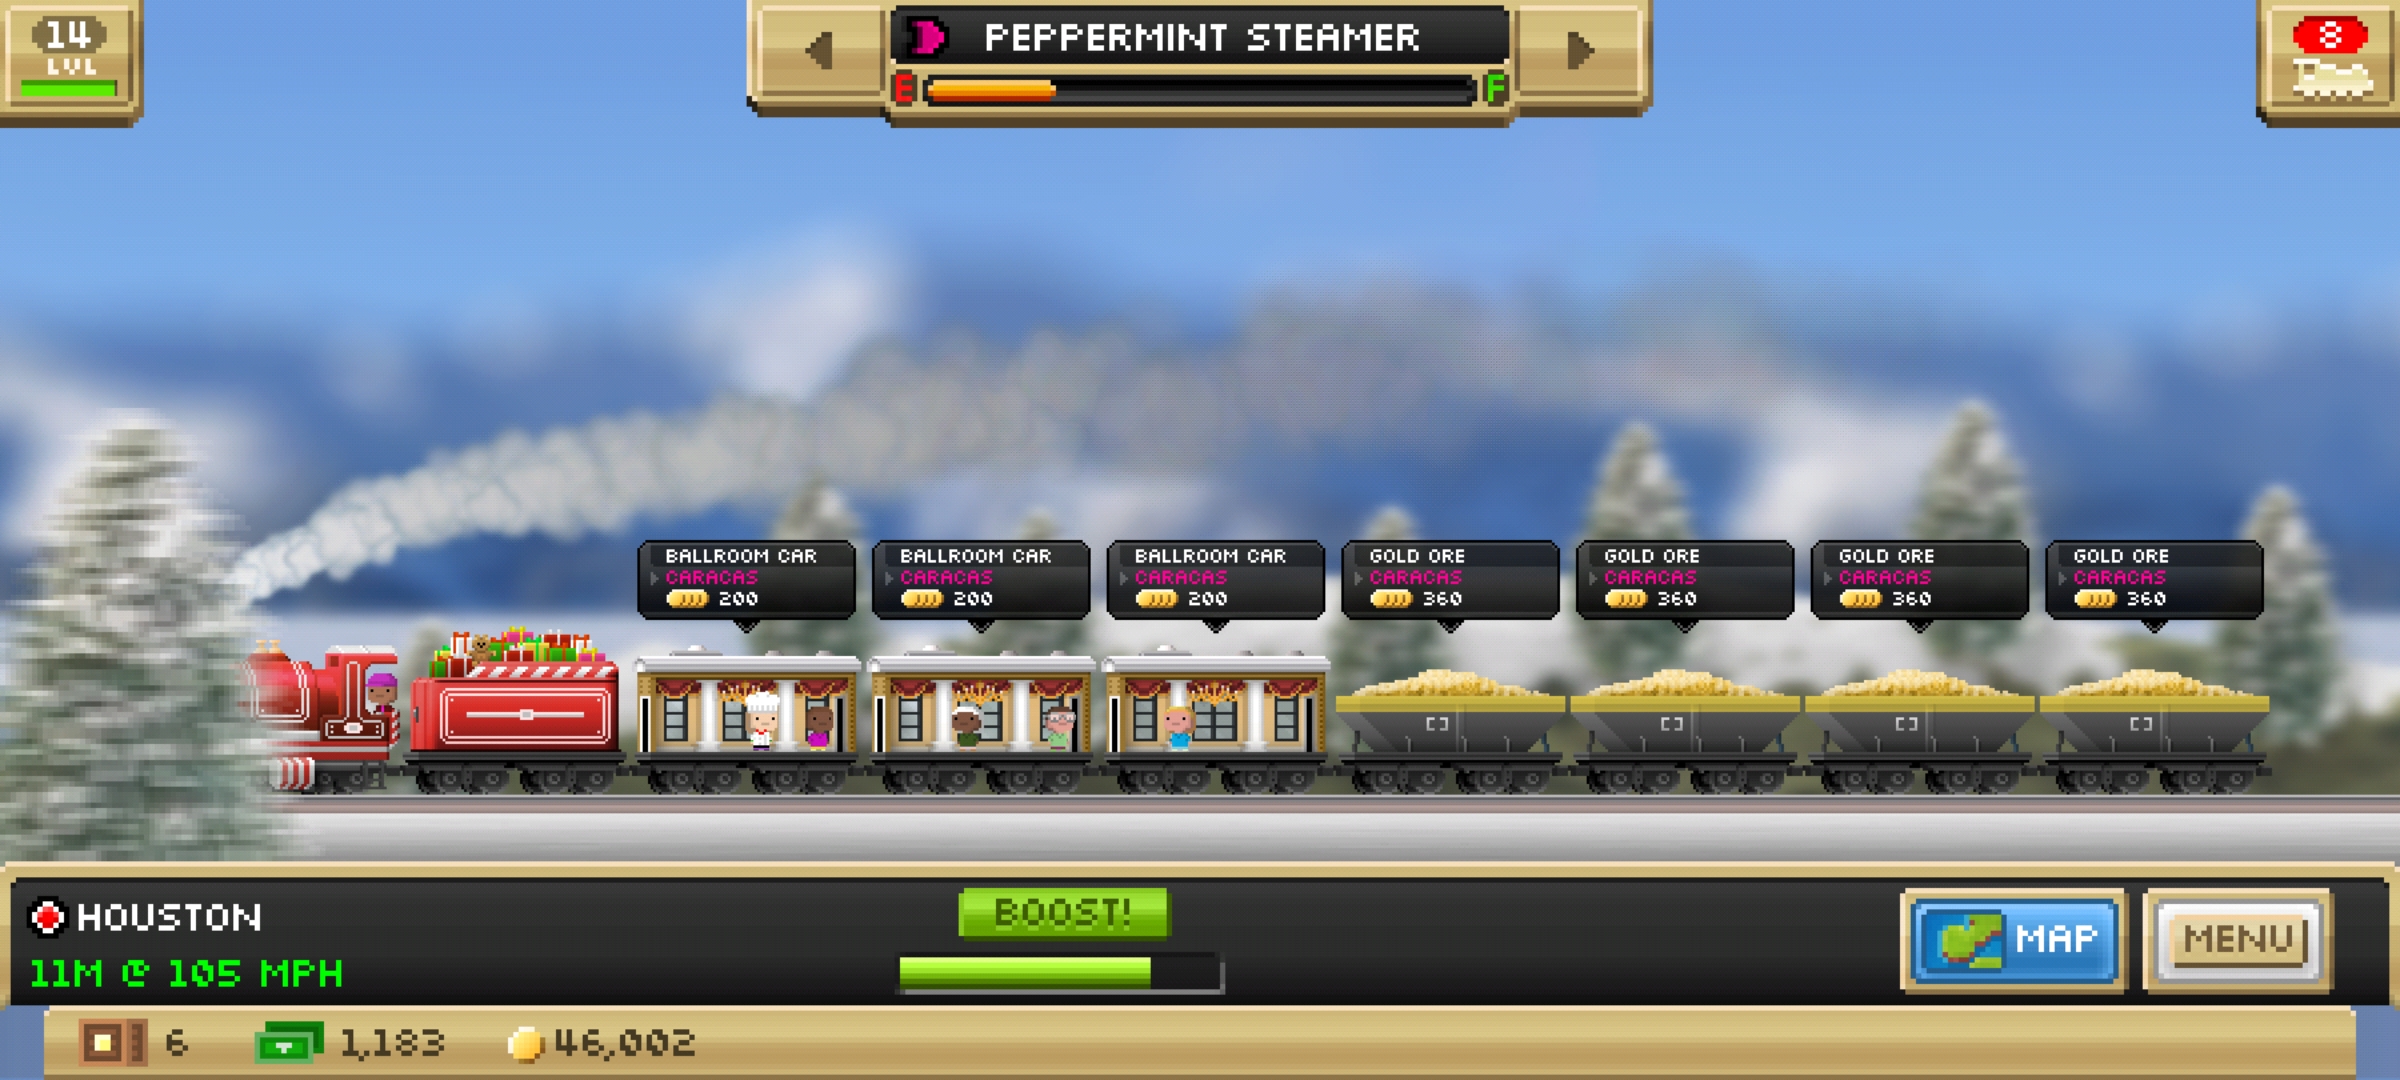 14
LVL
PEPPERMINT STEAMER
E
F
8
BALLROOM CAR
CARACAS
200
BALLROOM CAR
CARACAS
200
BALLROOM CAR
CARACAS
200
GOLD ORE
CARACAS
360
GOLD ORE
CARACAS
360
GOLD ORE
CARACAS
360
GOLD ORE
CARACAS
360
HOUSTON
11M @ 105 MPH
BOOST!
MAP
MENU
6
1,183
46,002